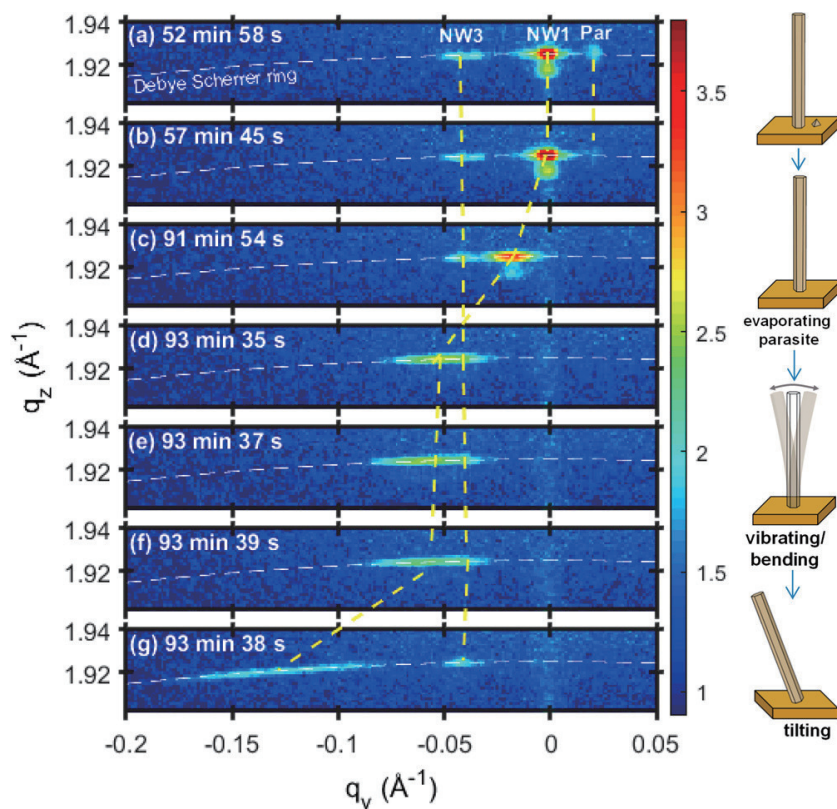 1.94
NW3 NW1 Par
(a) 52 min 58 s
1.92
Debye Scherrer ring
1.94
(b) 57 min 45 s
1.92
1.94
(c) 91 min 54 s
1.92
1.94
(d) 93 min 35 s
1.92
1.94
(e) 93 min 37 s
1.92
1.94
(f) 93 min 39 s
1.92
1.94
(g) 93 min 38 s
1.92
-0.2 -0.15 -0.1 -0.05 0 0.05
q_y (Å⁻¹)
q_z (Å⁻¹)
3.5
3
2.5
2
1.5
1
evaporating
parasite
vibrating/
bending
tilting